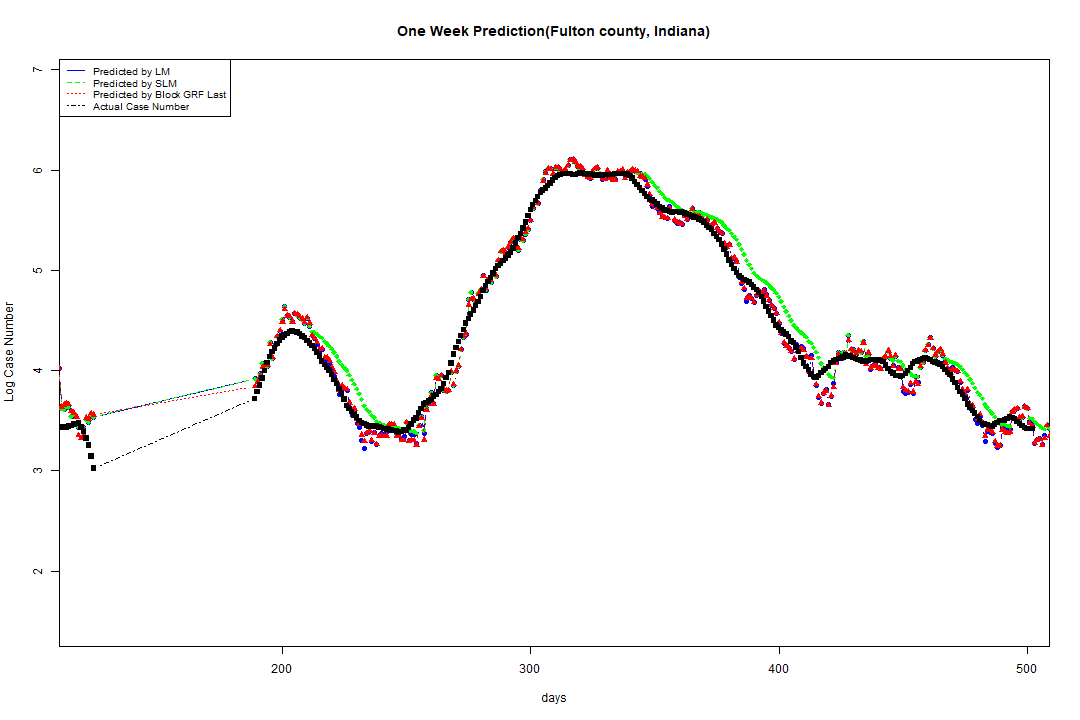 One Week Prediction(Fulton county, Indiana)
Predicted by LM
Predicted by SLM
Predicted by Block GRF Last
Actual Case Number
7
6
5
4
3
2
Log Case Number
200 300 400 500
days